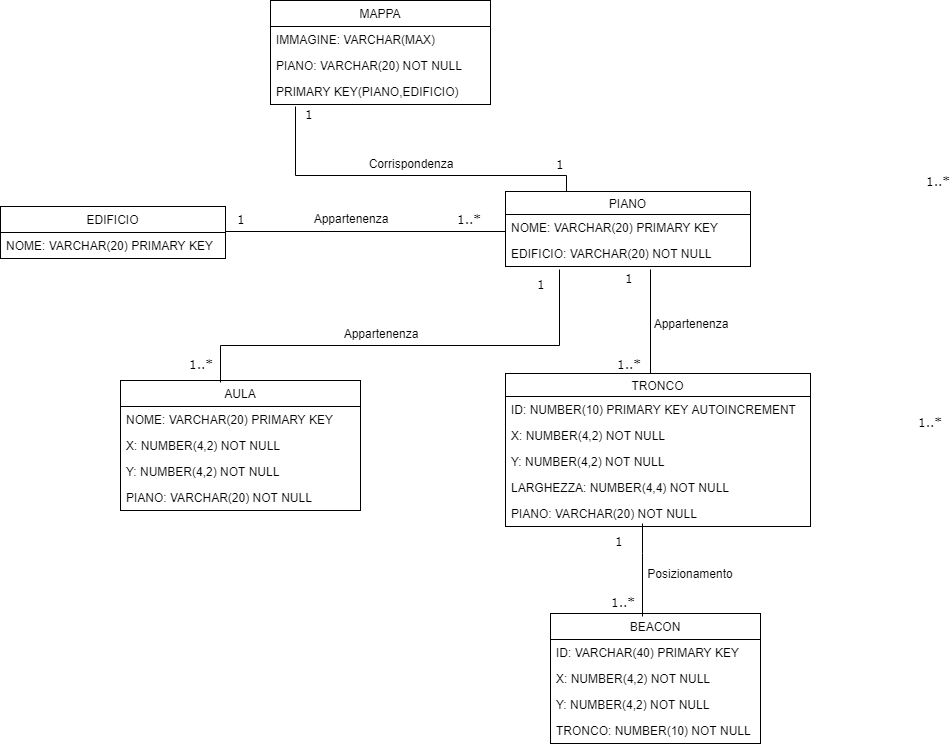 MAPPA
IMMAGINE: VARCHAR(MAX)
PIANO: VARCHAR(20) NOT NULL
PRIMARY KEY(PIANO,EDIFICIO)
1
Corrispondenza
1
1..*
EDIFICIO
NOME: VARCHAR(20) PRIMARY KEY
1
Appartenenza
1..*
PIANO
NOME: VARCHAR(20) PRIMARY KEY
EDIFICIO: VARCHAR(20) NOT NULL
1
1
Appartenenza
Appartenenza
1..*
1..*
AULA
NOME: VARCHAR(20) PRIMARY KEY
X: NUMBER(4,2) NOT NULL
Y: NUMBER(4,2) NOT NULL
PIANO: VARCHAR(20) NOT NULL
TRONCO
ID: NUMBER(10) PRIMARY KEY AUTOINCREMENT
X: NUMBER(4,2) NOT NULL
Y: NUMBER(4,2) NOT NULL
LARGHEZZA: NUMBER(4,4) NOT NULL
PIANO: VARCHAR(20) NOT NULL
1..*
1
Posizionamento
1..*
BEACON
ID: VARCHAR(40) PRIMARY KEY
X: NUMBER(4,2) NOT NULL
Y: NUMBER(4,2) NOT NULL
TRONCO: NUMBER(10) NOT NULL